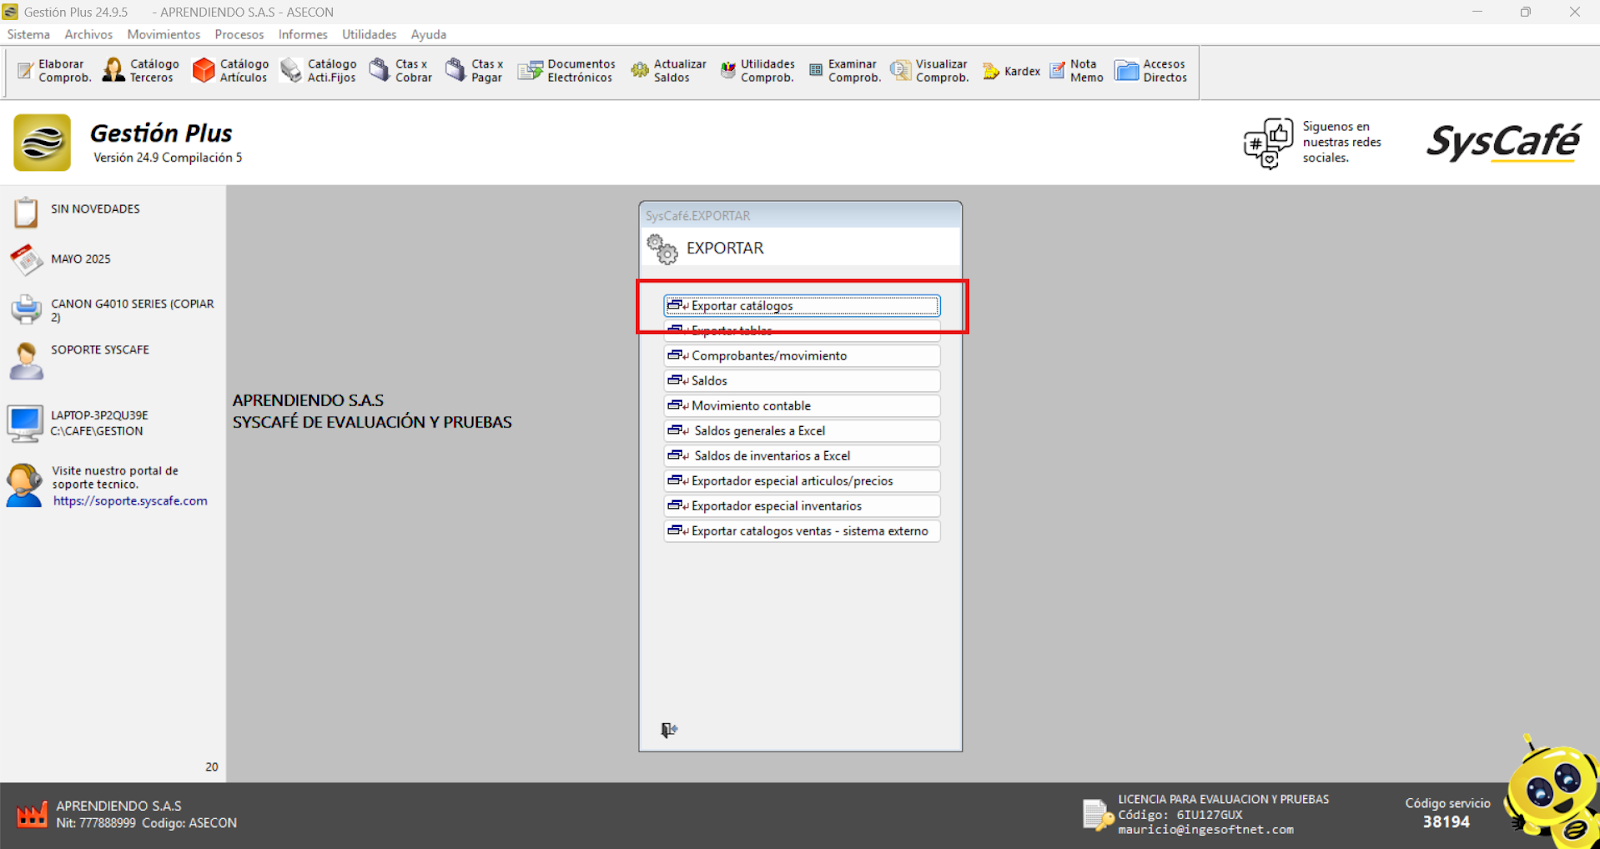 Gestión Plus 24.9.5 - APRENDIENDO S.A.S - ASECON
Sistema Archivos Movimientos Procesos Informes Utilidades Ayuda
Elaborar
Comprob.
Catálogo
Terceros
Catálogo
Artículos
Catálogo
Acti.Fijos
Ctas x
Cobrar
Ctas x
Pagar
Documentos
Electrónicos
Actualizar
Saldos
Utilidades
Comprob.
Examinar
Comprob.
Visualizar
Comprob.
Kardex
Nota
Memo
Accesos
Directos
Gestión Plus
Versión 24.9 Compilación 5
Siguenos en
nuestras redes
sociales.
SysCafé
SIN NOVEDADES
MAYO 2025
CANON G4010 SERIES (COPIAR
2)
SOPORTE SYSCAFE
LAPTOP-3P2QU39E
C:\CAFE\GESTION
Visite nuestro portal de
soporte tecnico.
https://soporte.syscafe.com
20
APRENDIENDO S.A.S
SYSCAFÉ DE EVALUACIÓN Y PRUEBAS
SysCafé.EXPORTAR
EXPORTAR
Exportar catálogos
Exportar tablas
Comprobantes/movimiento
Saldos
Movimiento contable
Saldos generales a Excel
Saldos de inventarios a Excel
Exportador especial articulos/precios
Exportador especial inventarios
Exportar catalogos ventas - sistema externo
APRENDIENDO S.A.S
Nit: 777888999 Codigo: ASECON
LICENCIA PARA EVALUACION Y PRUEBAS
Código: 6IU127GUX
mauricio@ingesoftnet.com
Código servicio
38194